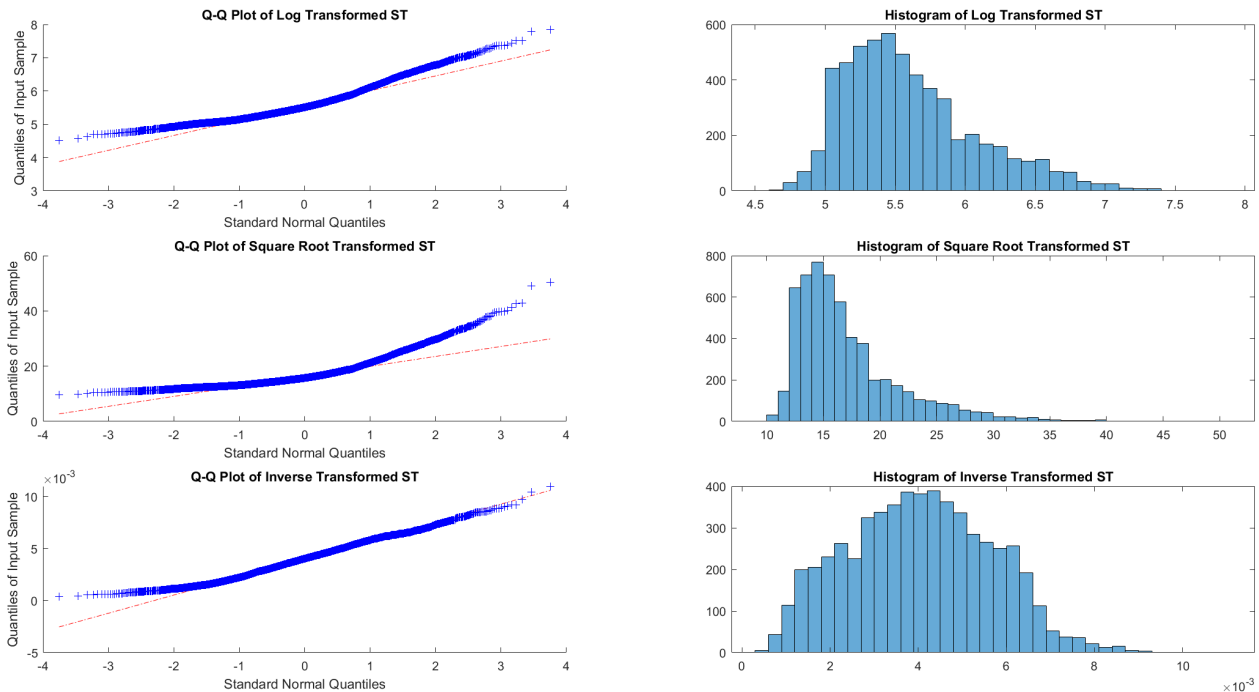 Q-Q Plot of Log Transformed ST
Quantiles of Input Sample
8
7
6
5
4
3
-4 -3 -2 -1 0 1 2 3 4
Standard Normal Quantiles
Histogram of Log Transformed ST
600
400
200
0
4.5 5 5.5 6 6.5 7 7.5 8
Q-Q Plot of Square Root Transformed ST
Quantiles of Input Sample
60
40
20
0
-4 -3 -2 -1 0 1 2 3 4
Standard Normal Quantiles
Histogram of Square Root Transformed ST
800
600
400
200
0
10 15 20 25 30 35 40 45 50
Q-Q Plot of Inverse Transformed ST
×10⁻³
Quantiles of Input Sample
10
5
0
-5
-4 -3 -2 -1 0 1 2 3 4
Standard Normal Quantiles
Histogram of Inverse Transformed ST
400
300
200
100
0
0 2 4 6 8 10
×10⁻³